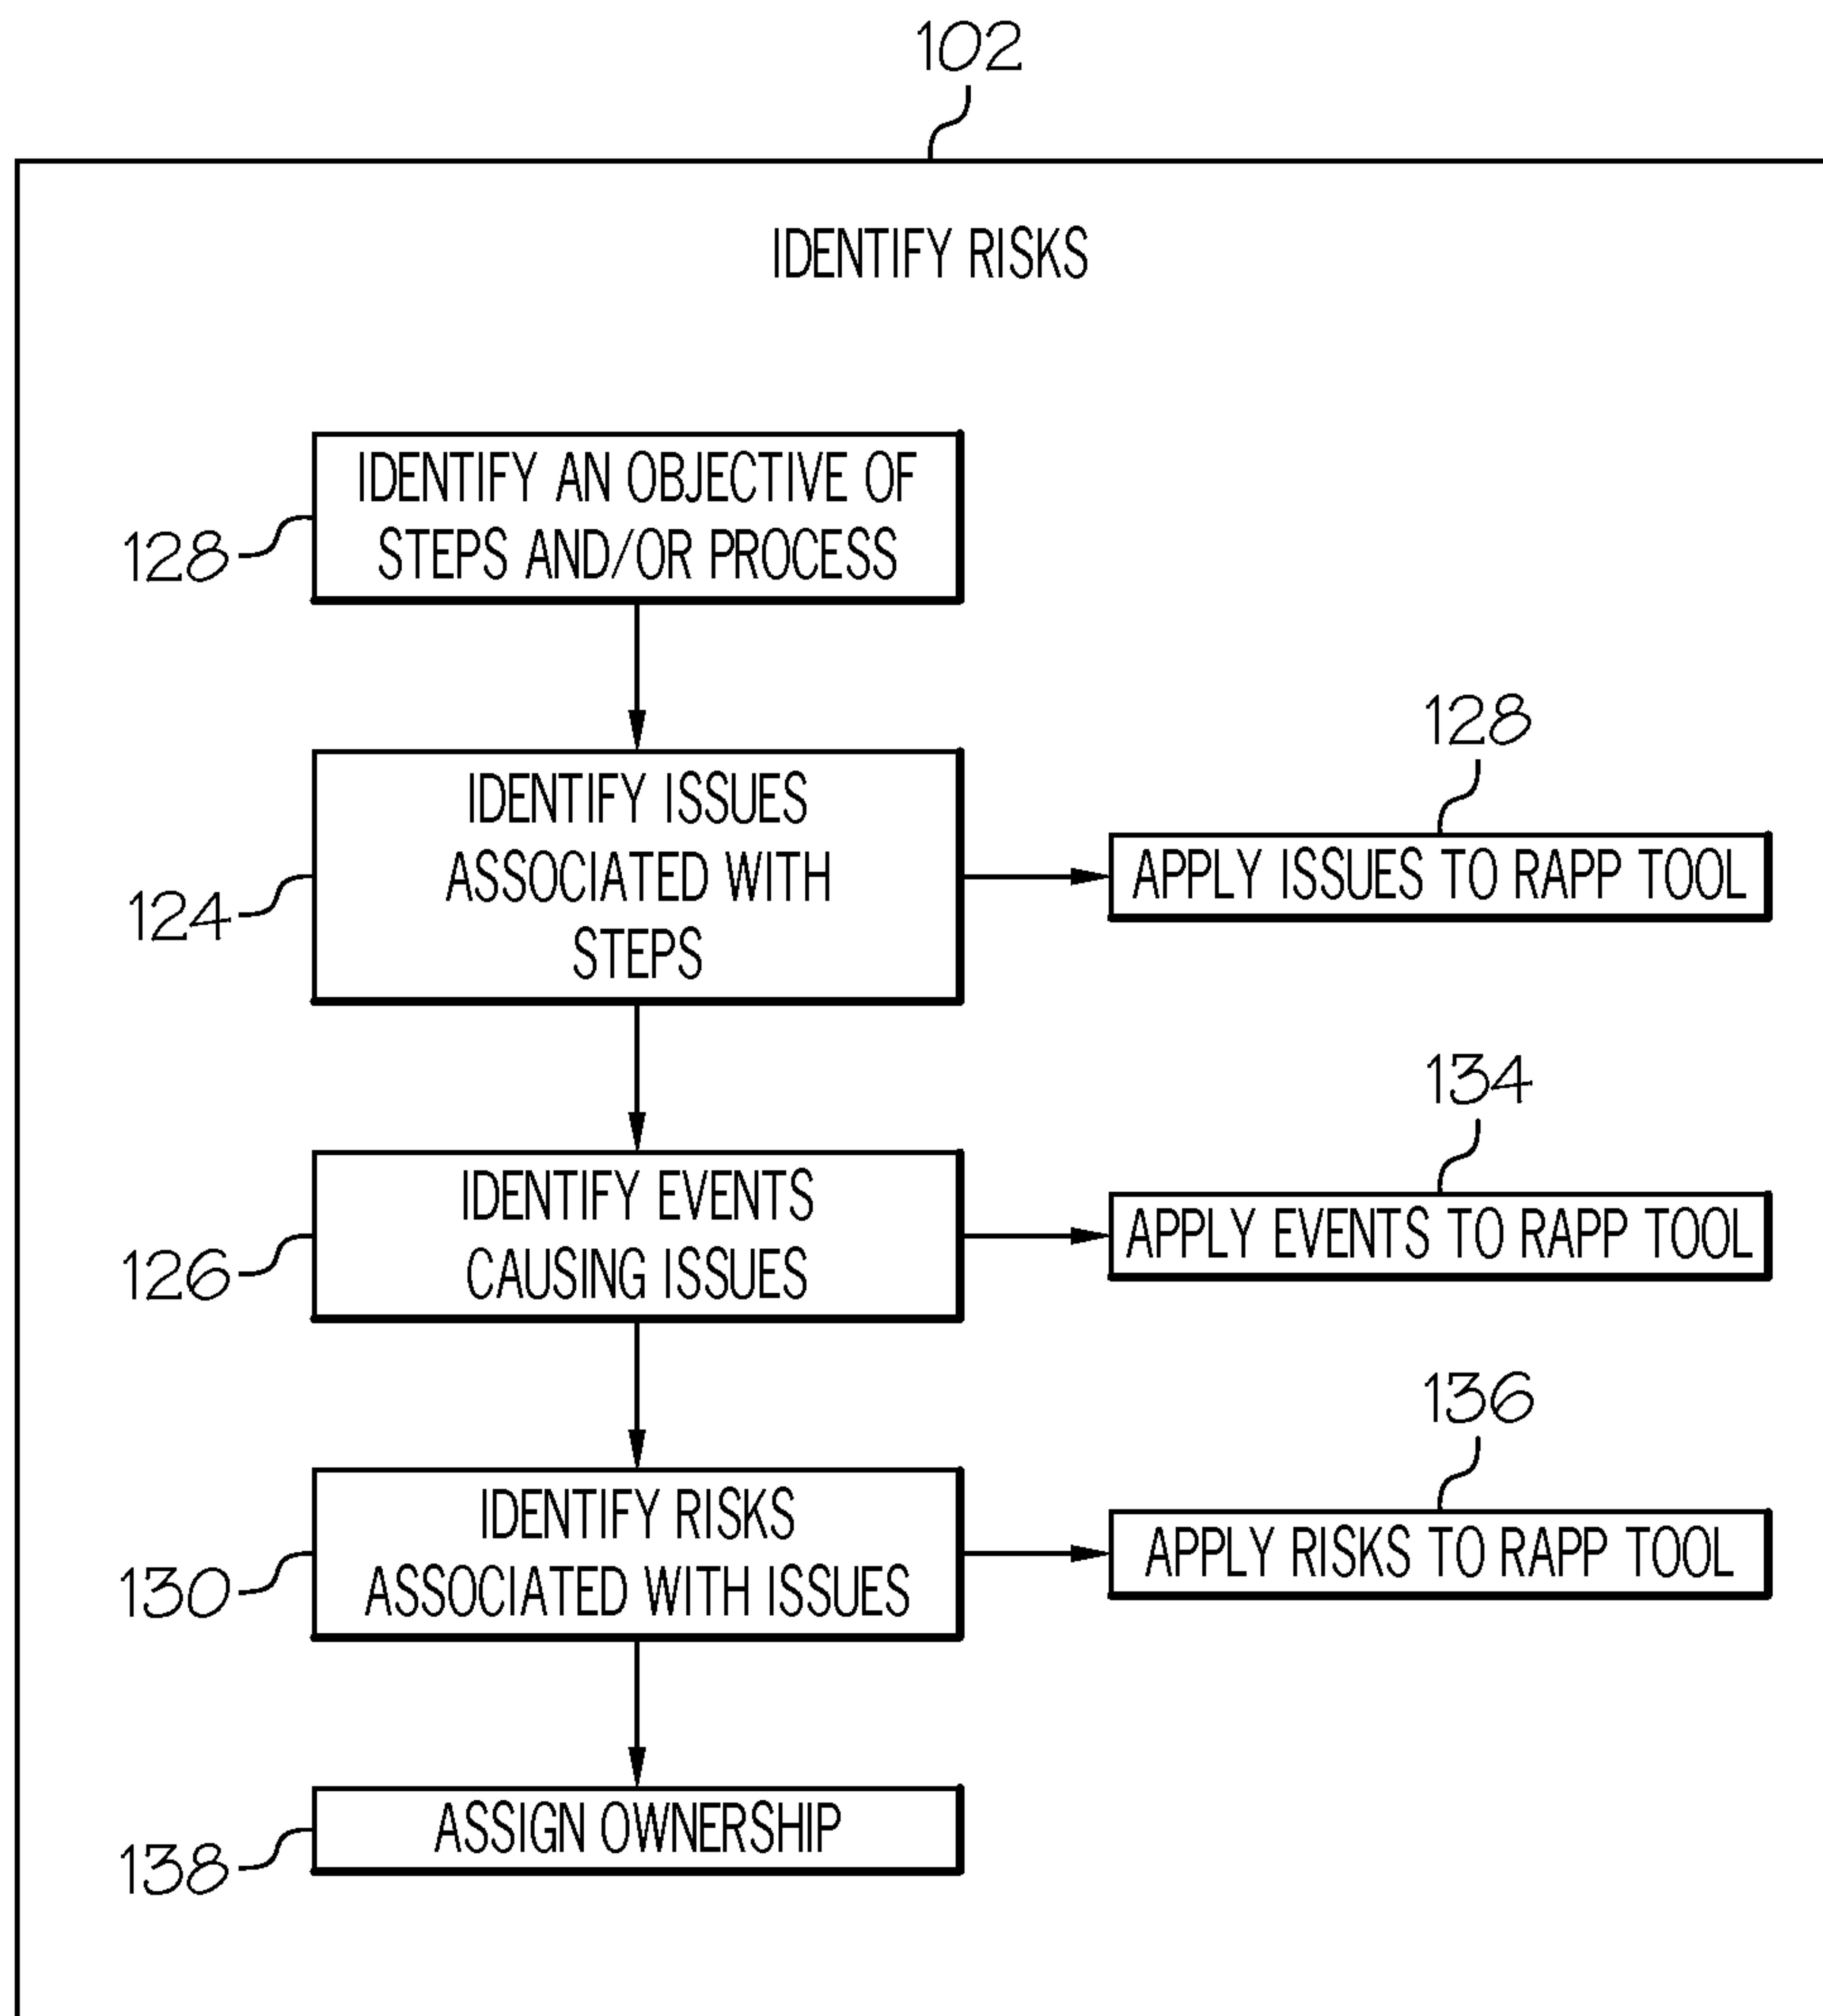 102
IDENTIFY RISKS
IDENTIFY AN OBJECTIVE OF
STEPS AND/OR PROCESS
128
IDENTIFY ISSUES
ASSOCIATED WITH
STEPS
124
128
APPLY ISSUES TO RAPP TOOL
IDENTIFY EVENTS
CAUSING ISSUES
126
134
APPLY EVENTS TO RAPP TOOL
IDENTIFY RISKS
ASSOCIATED WITH ISSUES
130
136
APPLY RISKS TO RAPP TOOL
ASSIGN OWNERSHIP
138